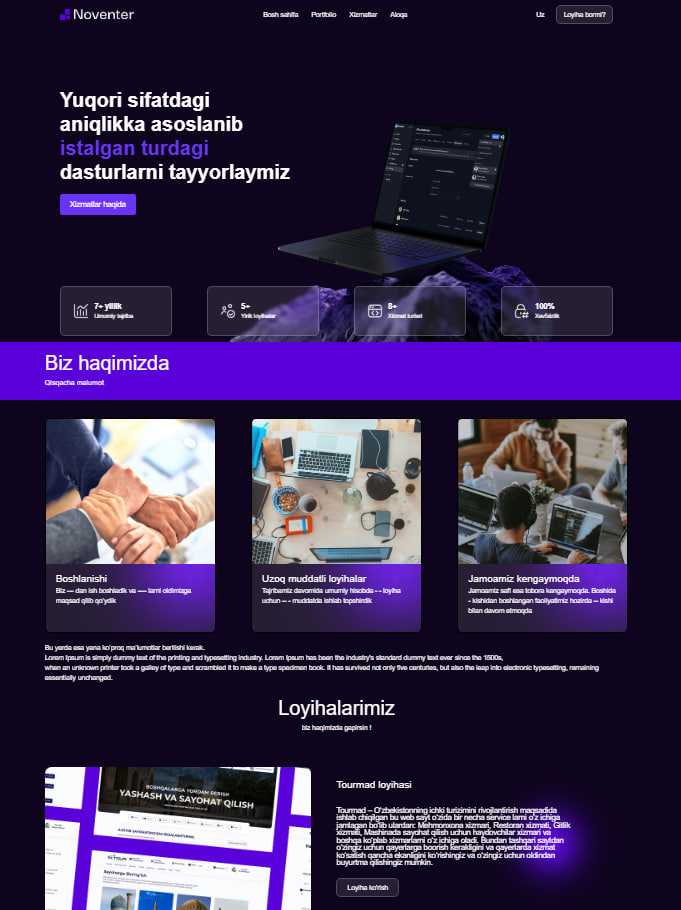 Noventer
Bosh sahifa Portfolio Xizmatlar Aloqa
Uz Loyiha bormi?
Yuqori sifatdagi
aniqlikka asoslanib
istalgan turdagi
dasturlarni tayyorlaymiz
Xizmatlar haqida
7+ yillik
Umumiy tajriba
5+
Yirik loyihalar
8+
Xizmat turlari
100%
Xavfsizlik
Biz haqimizda
Qisqacha malumot
Boshlanishi
Biz --- dan ish boshladik va ---- larni oldimizga
maqsad qilib qo'ydik
Uzoq muddatli loyihalar
Tajribamiz davomida umumiy hisobda - - loyiha
uchun -- - muddatda ishlab topshirdik
Jamoamiz kengaymoqda
Jamoamiz safi esa tobora kengaymoqda. Boshida
- kishidan boshlangan faoliyatimiz hozirda -- kishi
bilan davom etmoqda
Bu yerda esa yana ko'proq ma'lumotlar berilishi kerak.
Lorem Ipsum is simply dummy text of the printing and typesetting industry. Lorem Ipsum has been the industry's standard dummy text ever since the 1500s,
when an unknown printer took a galley of type and scrambled it to make a type specimen book. It has survived not only five centuries, but also the leap into electronic typesetting, remaining
essentially unchanged.
Loyihalarimiz
biz haqimizda gapirsin !
BOSHQALARGA YORDAM BERISH
YASHASH VA SAYOHAT QILISH
Tourmad loyihasi
Tourmad – O'zbekistonning ichki turizimini rivojlantirish maqsadida
ishlab chiqilgan bu web sayt o'zida bir necha service larni o'z ichiga
jamlagan bo'lib ulardan: Mehmonxona xizmari, Restoran xizmati, Gitlik
xizmati, Mashinada sayohat qilish uchun haydovchilar xizmari va
boshqa ko'plab xizmarlarni o'z ichiga oladi. Bundan tashqari saytdan
o'zingiz uchun qayerlarga boorish kerakligini va qayerlarda xizmat
ko'satish qancha ekanligini ko'rishingiz va o'zingiz uchun oldindan
buyurtma qilishingiz mumkin.
Loyiha ko'rish